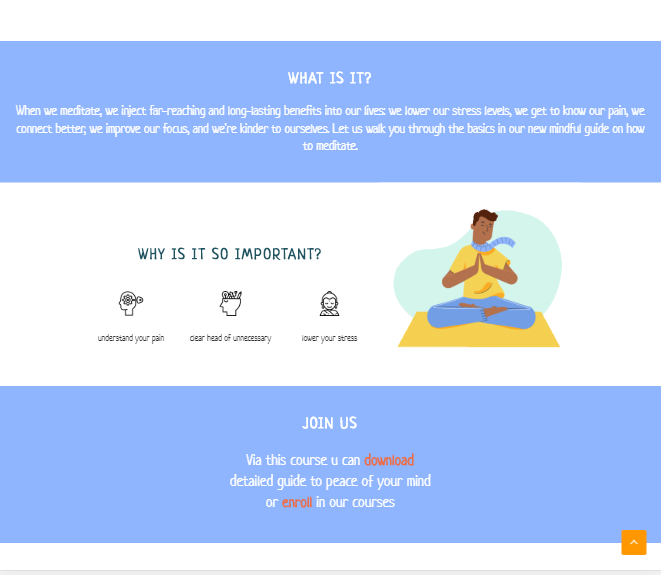 WHAT IS IT?
When we meditate, we inject far-reaching and long-lasting benefits into our lives: we lower our stress levels, we get to know our pain, we
connect better, we improve our focus, and we're kinder to ourselves. Let us walk you through the basics in our new mindful guide on how
to meditate.
WHY IS IT SO IMPORTANT?
understand your pain
clear head of unnecessary
lower your stress
JOIN US
Via this course u can download
detailed guide to peace of your mind
or enroll in our courses